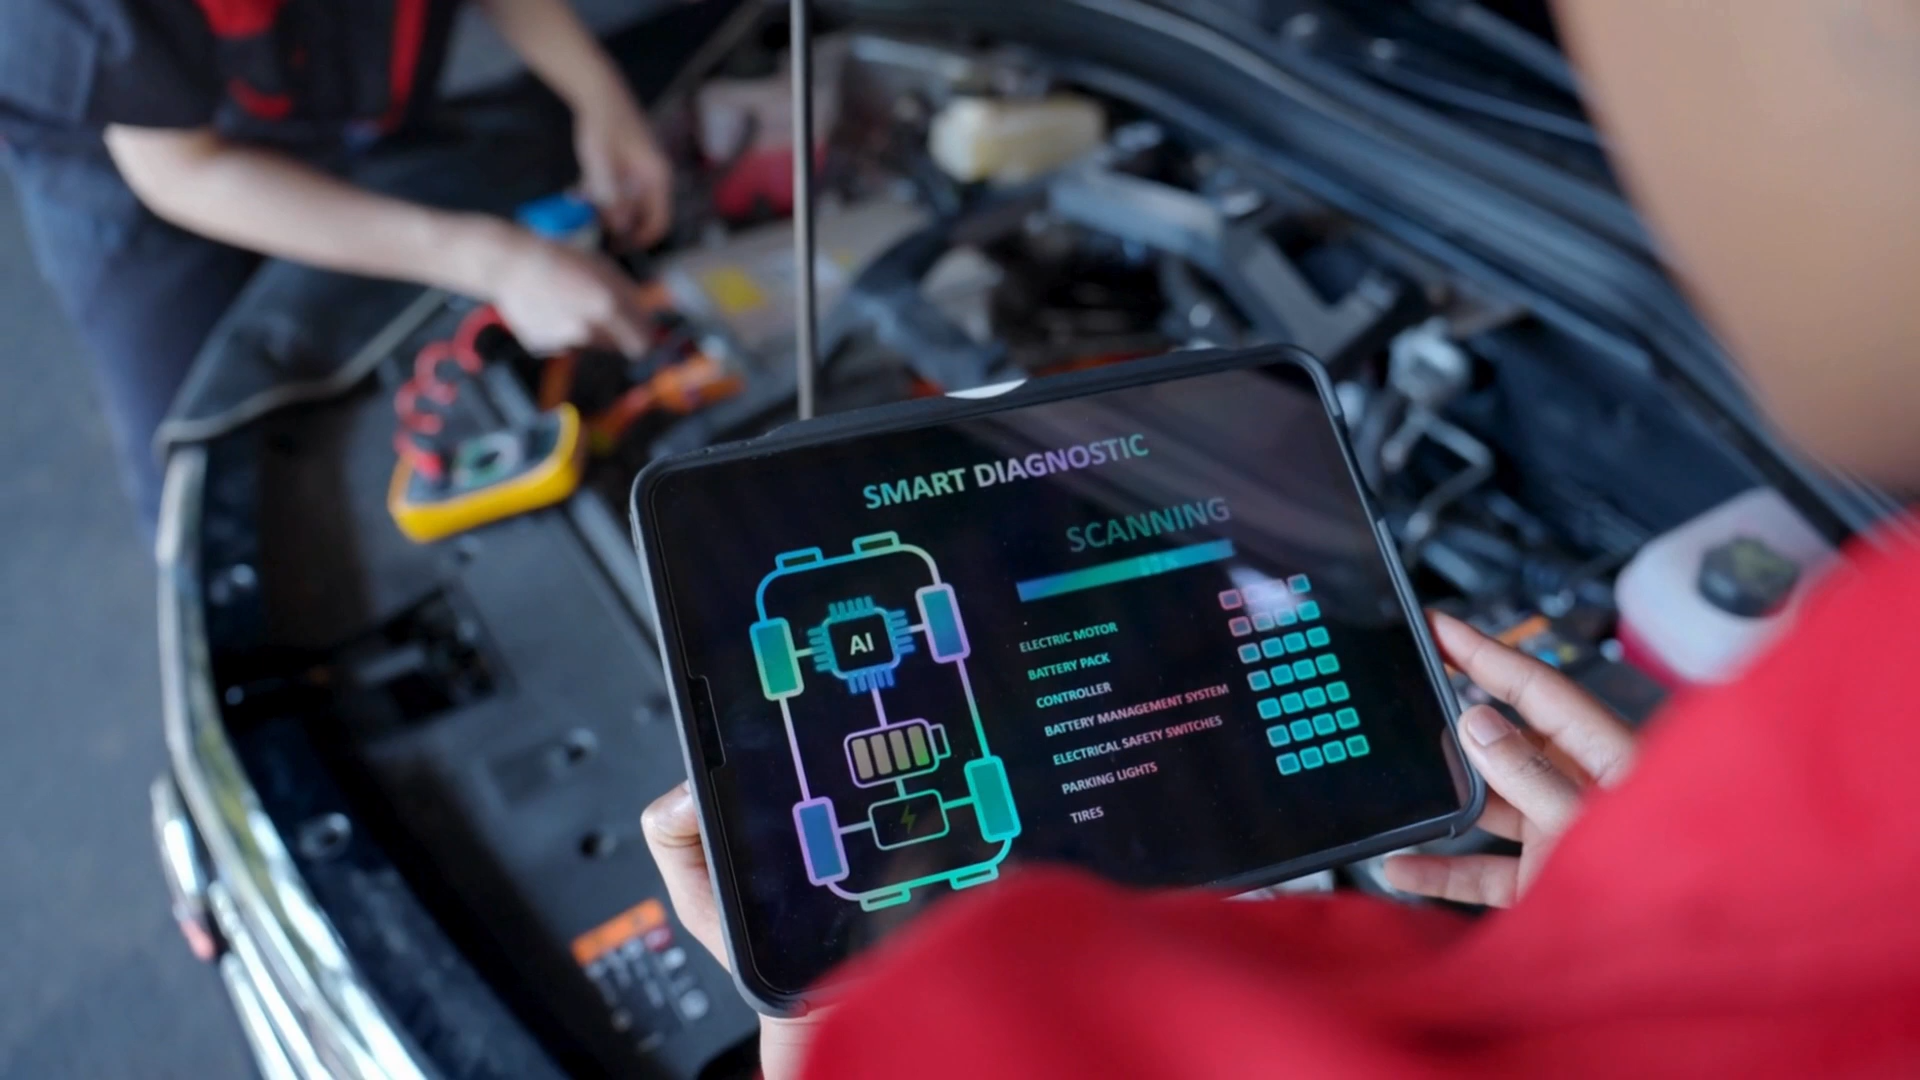 SMART DIAGNOSTIC
SCANNING
AI
ELECTRIC MOTOR
BATTERY PACK
CONTROLLER
BATTERY MANAGEMENT SYSTEM
ELECTRICAL SAFETY SWITCHES
PARKING LIGHTS
TIRES